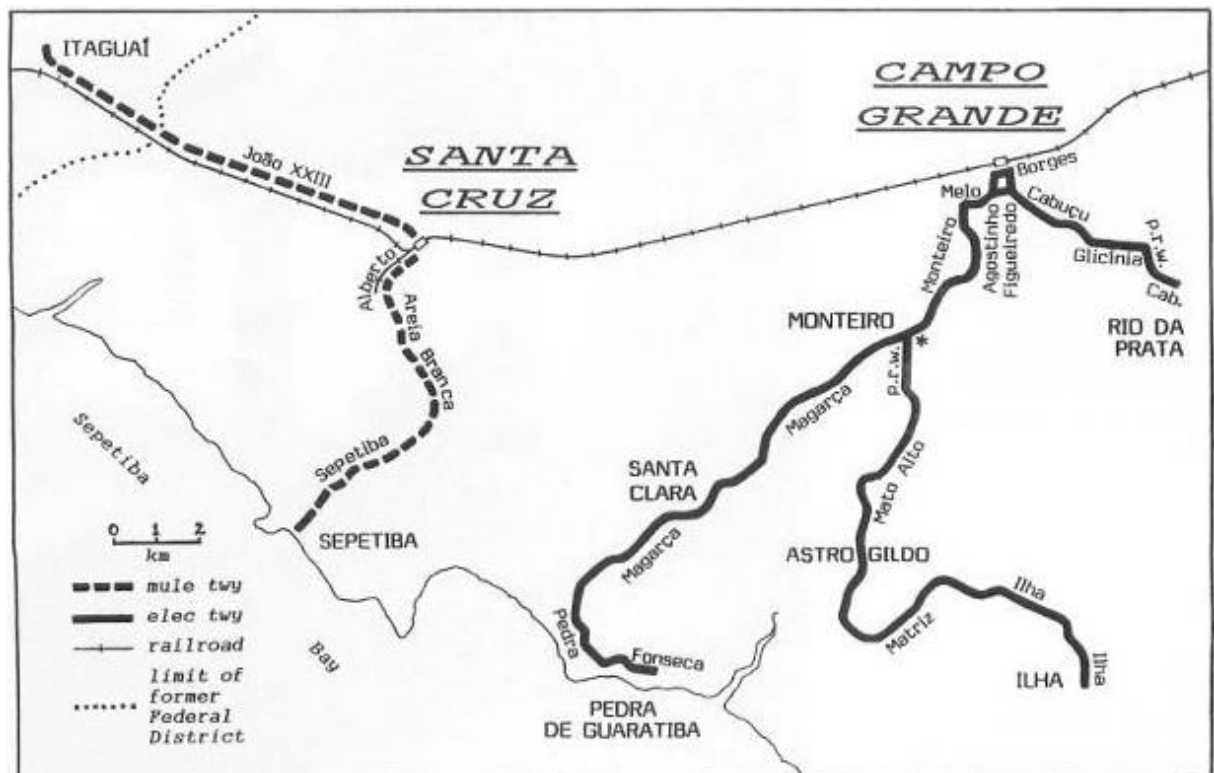 ITAGUAÍ
João XXIII
SANTA
CRUZ
CAMPO
GRANDE
Borges
Melo
Cabuçu
Agostinho
Figueiredo
Monteiro
p.r.w.
Glicínia
Cab.
RIO DA
PRATA
Alberto
Areia Branca
MONTEIRO
*
p.r.w.
Magarça
Mato Alto
Sepetiba
Sepetiba
SEPETIBA
SANTA
CLARA
Magarça
ASTROGILDO
Ilha
Matriz
Ilha
ILHA
Pedra
Fonseca
PEDRA
DE GUARATIBA
Bay
0 1 2
km
mule twy
elec twy
railroad
limit of
former
Federal
District